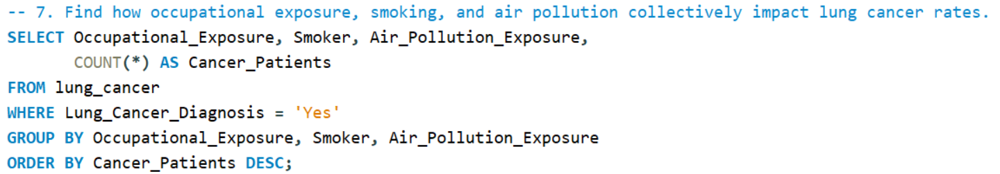 -- 7. Find how occupational exposure, smoking, and air pollution collectively impact lung cancer rates.
SELECT Occupational_Exposure, Smoker, Air_Pollution_Exposure,
COUNT(*) AS Cancer_Patients
FROM lung_cancer
WHERE Lung_Cancer_Diagnosis = 'Yes'
GROUP BY Occupational_Exposure, Smoker, Air_Pollution_Exposure
ORDER BY Cancer_Patients DESC;